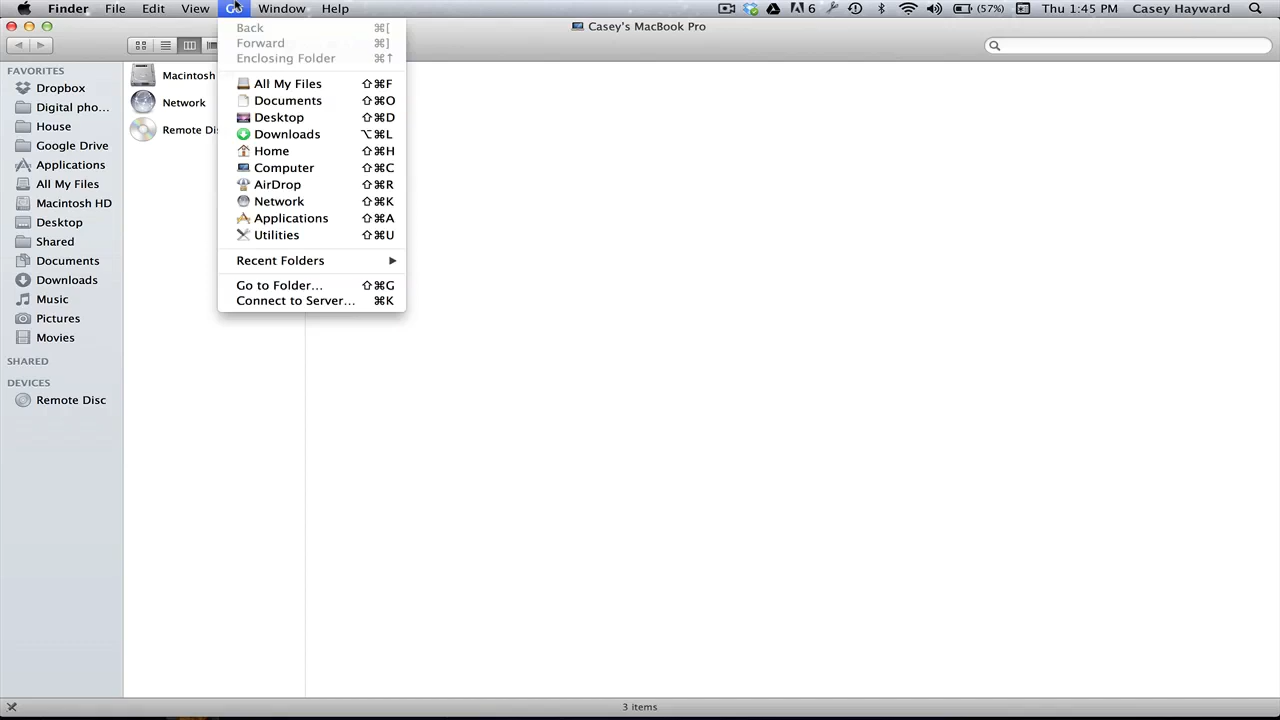 Finder File Edit View Go Window Help 6 (57%) Thu 1:45 PM Casey Hayward
Casey's MacBook Pro
FAVORITES
Dropbox
Digital pho...
House
Google Drive
Applications
All My Files
Macintosh HD
Desktop
Shared
Documents
Downloads
Music
Pictures
Movies
SHARED
DEVICES
Remote Disc
Macintosh
Network
Remote Dis
Back ⌘[
Forward ⌘]
Enclosing Folder ⌘↑
All My Files ⇧⌘F
Documents ⇧⌘O
Desktop ⇧⌘D
Downloads ⌥⌘L
Home ⇧⌘H
Computer ⇧⌘C
AirDrop ⇧⌘R
Network ⇧⌘K
Applications ⇧⌘A
Utilities ⇧⌘U
Recent Folders
Go to Folder... ⇧⌘G
Connect to Server... ⌘K
3 items